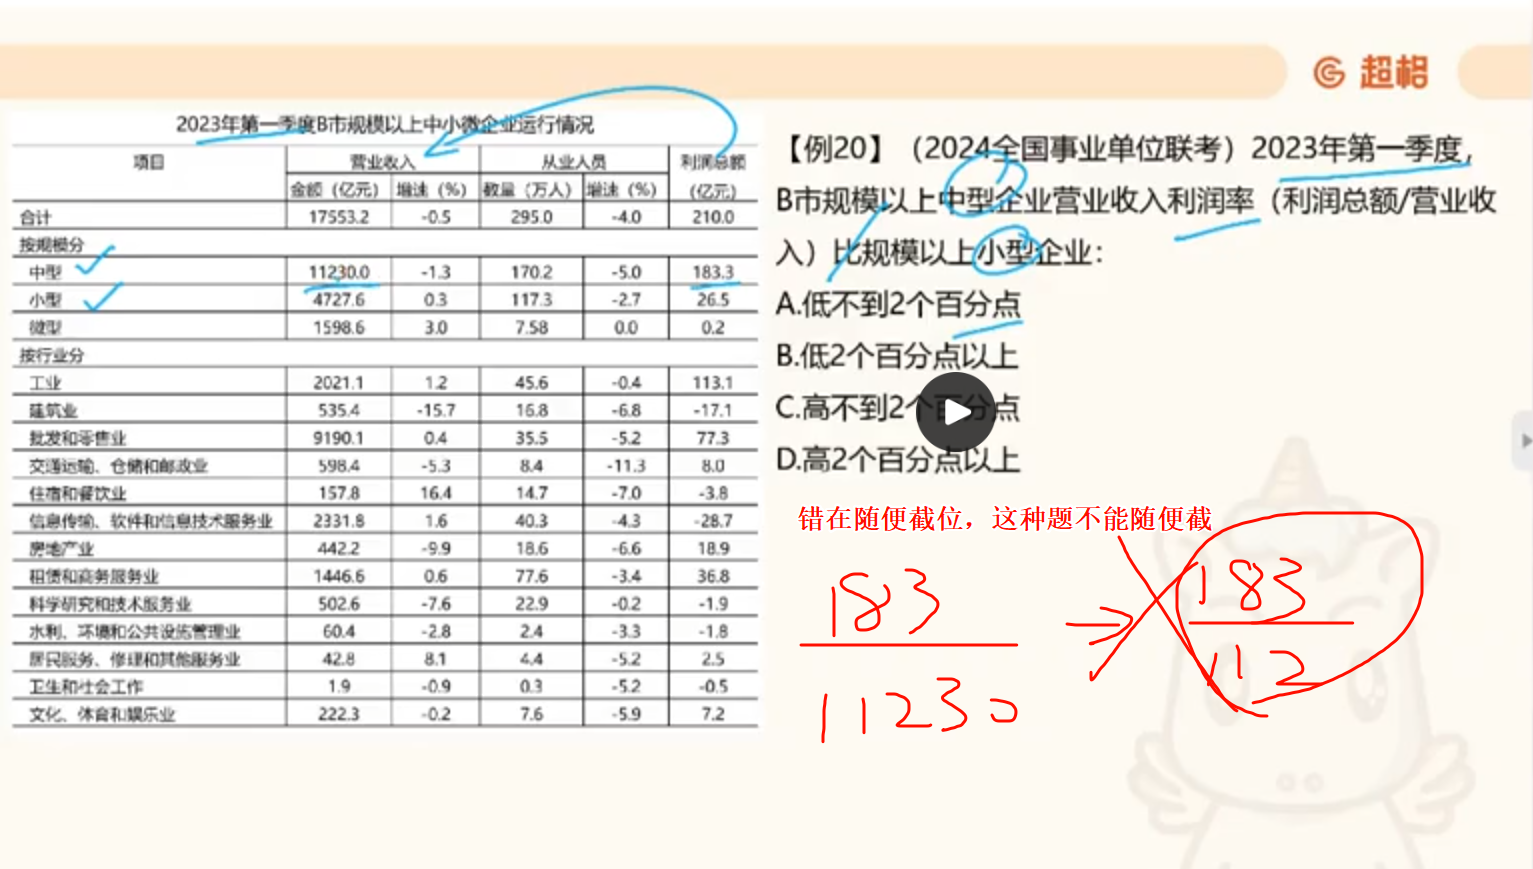 超格
2023年第一季度B市规模以上中小微企业运行情况
项目 营业收入 从业人员 利润总额
金额（亿元） 增速（%） 数量（万人） 增速（%） （亿元）
合计 17553.2 -0.5 295.0 -4.0 210.0
按规模分
中型 11230.0 -1.3 170.2 -5.0 183.3
小型 4727.6 0.3 117.3 -2.7 26.5
微型 1598.6 3.0 7.58 0.0 0.2
按行业分
工业 2021.1 1.2 45.6 -0.4 113.1
建筑业 535.4 -15.7 16.8 -6.8 -17.1
批发和零售业 9190.1 0.4 35.5 -5.2 77.3
交通运输、仓储和邮政业 598.4 -5.3 8.4 -11.3 8.0
住宿和餐饮业 157.8 16.4 14.7 -7.0 -3.8
信息传输、软件和信息技术服务业 2331.8 1.6 40.3 -4.3 -28.7
房地产业 442.2 -9.9 18.6 -6.6 18.9
租赁和商务服务业 1446.6 0.6 77.6 -3.4 36.8
科学研究和技术服务业 502.6 -7.6 22.9 -0.2 -1.9
水利、环境和公共设施管理业 60.4 -2.8 2.4 -3.3 -1.8
居民服务、修理和其他服务业 42.8 8.1 4.4 -5.2 2.5
卫生和社会工作 1.9 -0.9 0.3 -5.2 -0.5
文化、体育和娱乐业 222.3 -0.2 7.6 -5.9 7.2
【例20】（2024全国事业单位联考）2023年第一季度，
B市规模以上中型企业营业收入利润率（利润总额/营业收
入）比规模以上小型企业：
A.低不到2个百分点
B.低2个百分点以上
C.高不到2个百分点
D.高2个百分点以上
错在随便截位，这种题不能随便截
183
11230
183
112